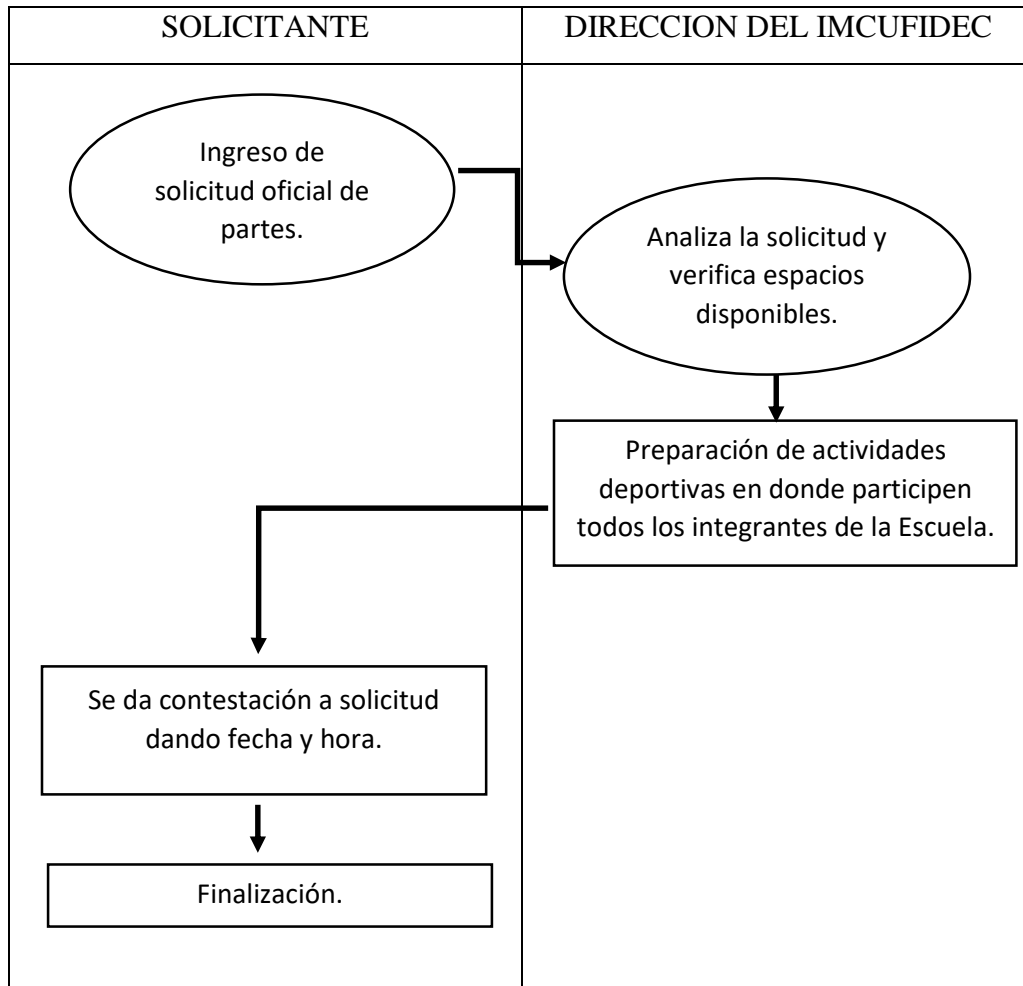 SOLICITANTE
DIRECCION DEL IMCUFIDEC
Ingreso de
solicitud oficial de
partes.
Analiza la solicitud y
verifica espacios
disponibles.
Preparación de actividades
deportivas en donde participen
todos los integrantes de la Escuela.
Se da contestación a solicitud
dando fecha y hora.
Finalización.